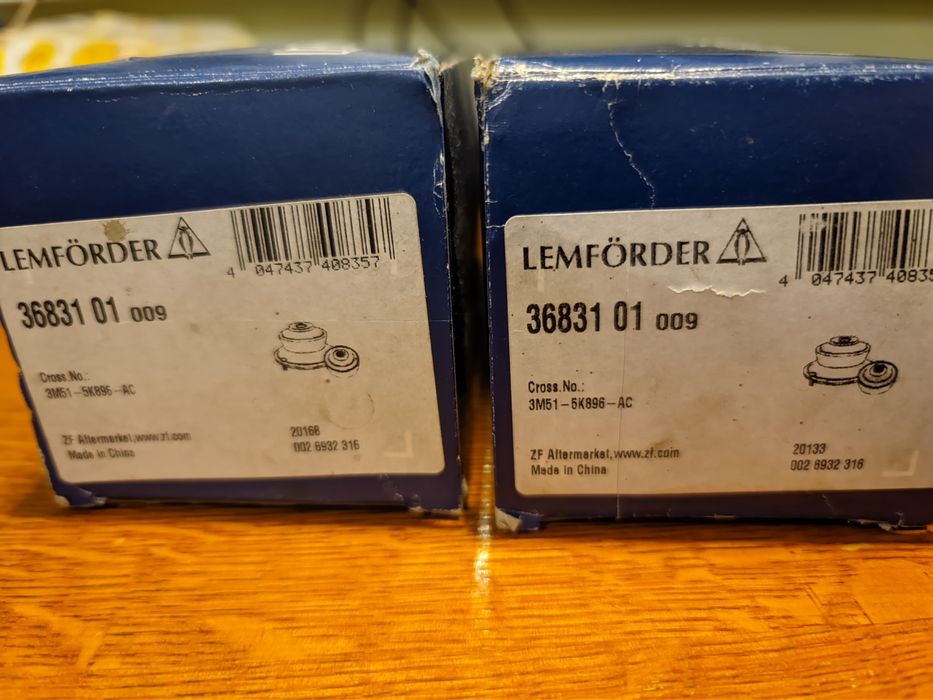 LEMFÖRDER
4 047437 408357
36831 01 009
Cross.No.:
3M51-5K896-AC
ZF Aftermarket,www.zf.com
Made in China
20168
002 6932 316
LEMFÖRDER
4 047437 40835
36831 01 009
Cross.No.:
3M51-5K896-AC
ZF Aftermarket,www.zf.com
Made in China
20133
002 6932 316